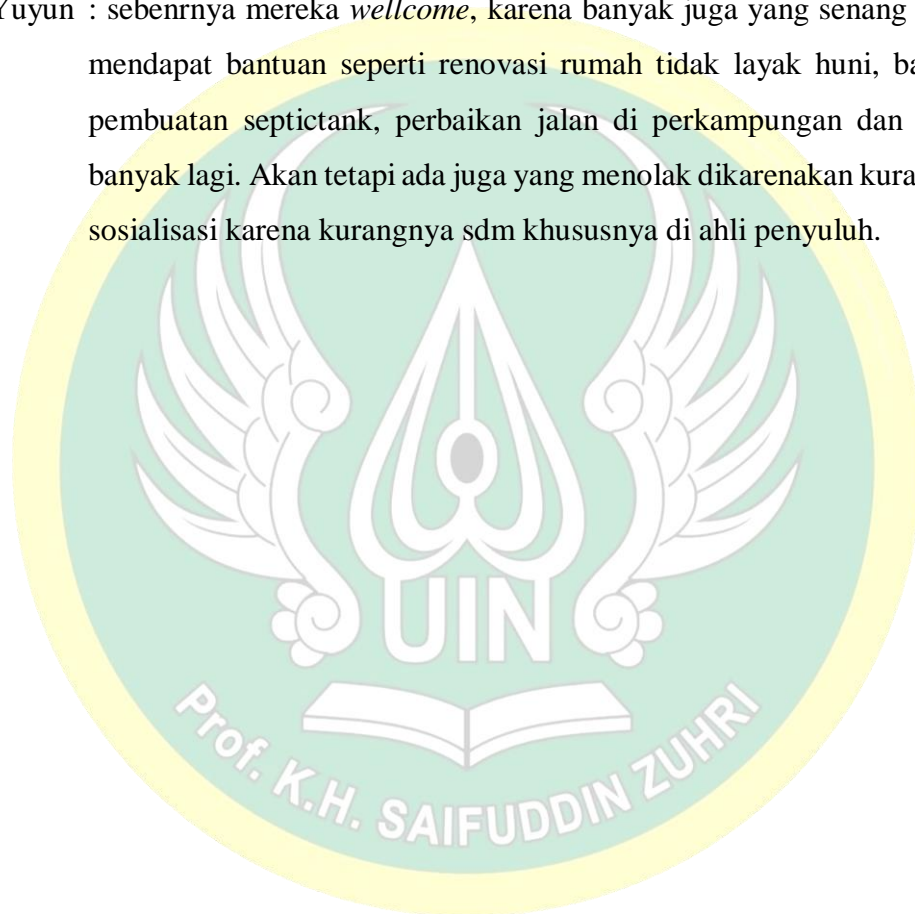 Yuyun : sebenrnya mereka wellcome, karena banyak juga yang senang
mendapat bantuan seperti renovasi rumah tidak layak huni,
pembuatan septictank, perbaikan jalan di perkampungan dan
banyak lagi. Akan tetapi ada juga yang menolak dikarenakan
sosialisasi karena kurangnya sdm khususnya di ahli penyuluh.
UIN
Prof. K.H. SAIFUDDIN ZUHRI